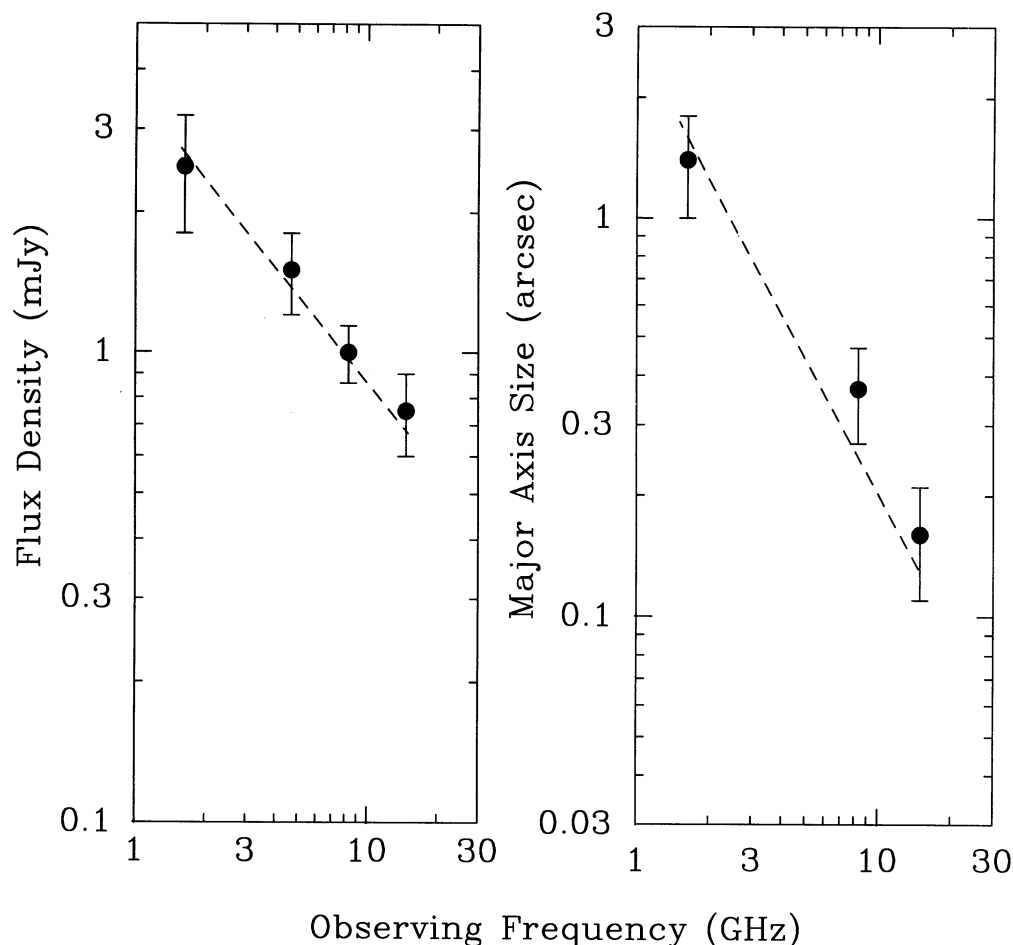 Flux Density (mJy)
3
1
0.3
0.1
1 3 10 30
Major Axis Size (arcsec)
3
1
0.3
0.1
0.03
1 3 10 30
Observing Frequency (GHz)